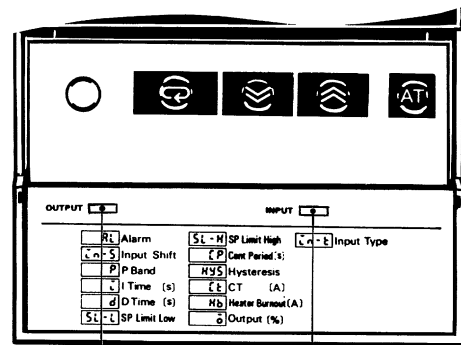 AT
OUTPUT INPUT
AL Alarm
SL-H SP Limit High
in-t Input Type
in-S Input Shift
CP Cont Period(s)
P P Band
HYS Hysteresis
i I Time (s)
Ct CT (A)
d D Time (s)
Hb Heater Burnout(A)
SL-L SP Limit Low
o Output (%)